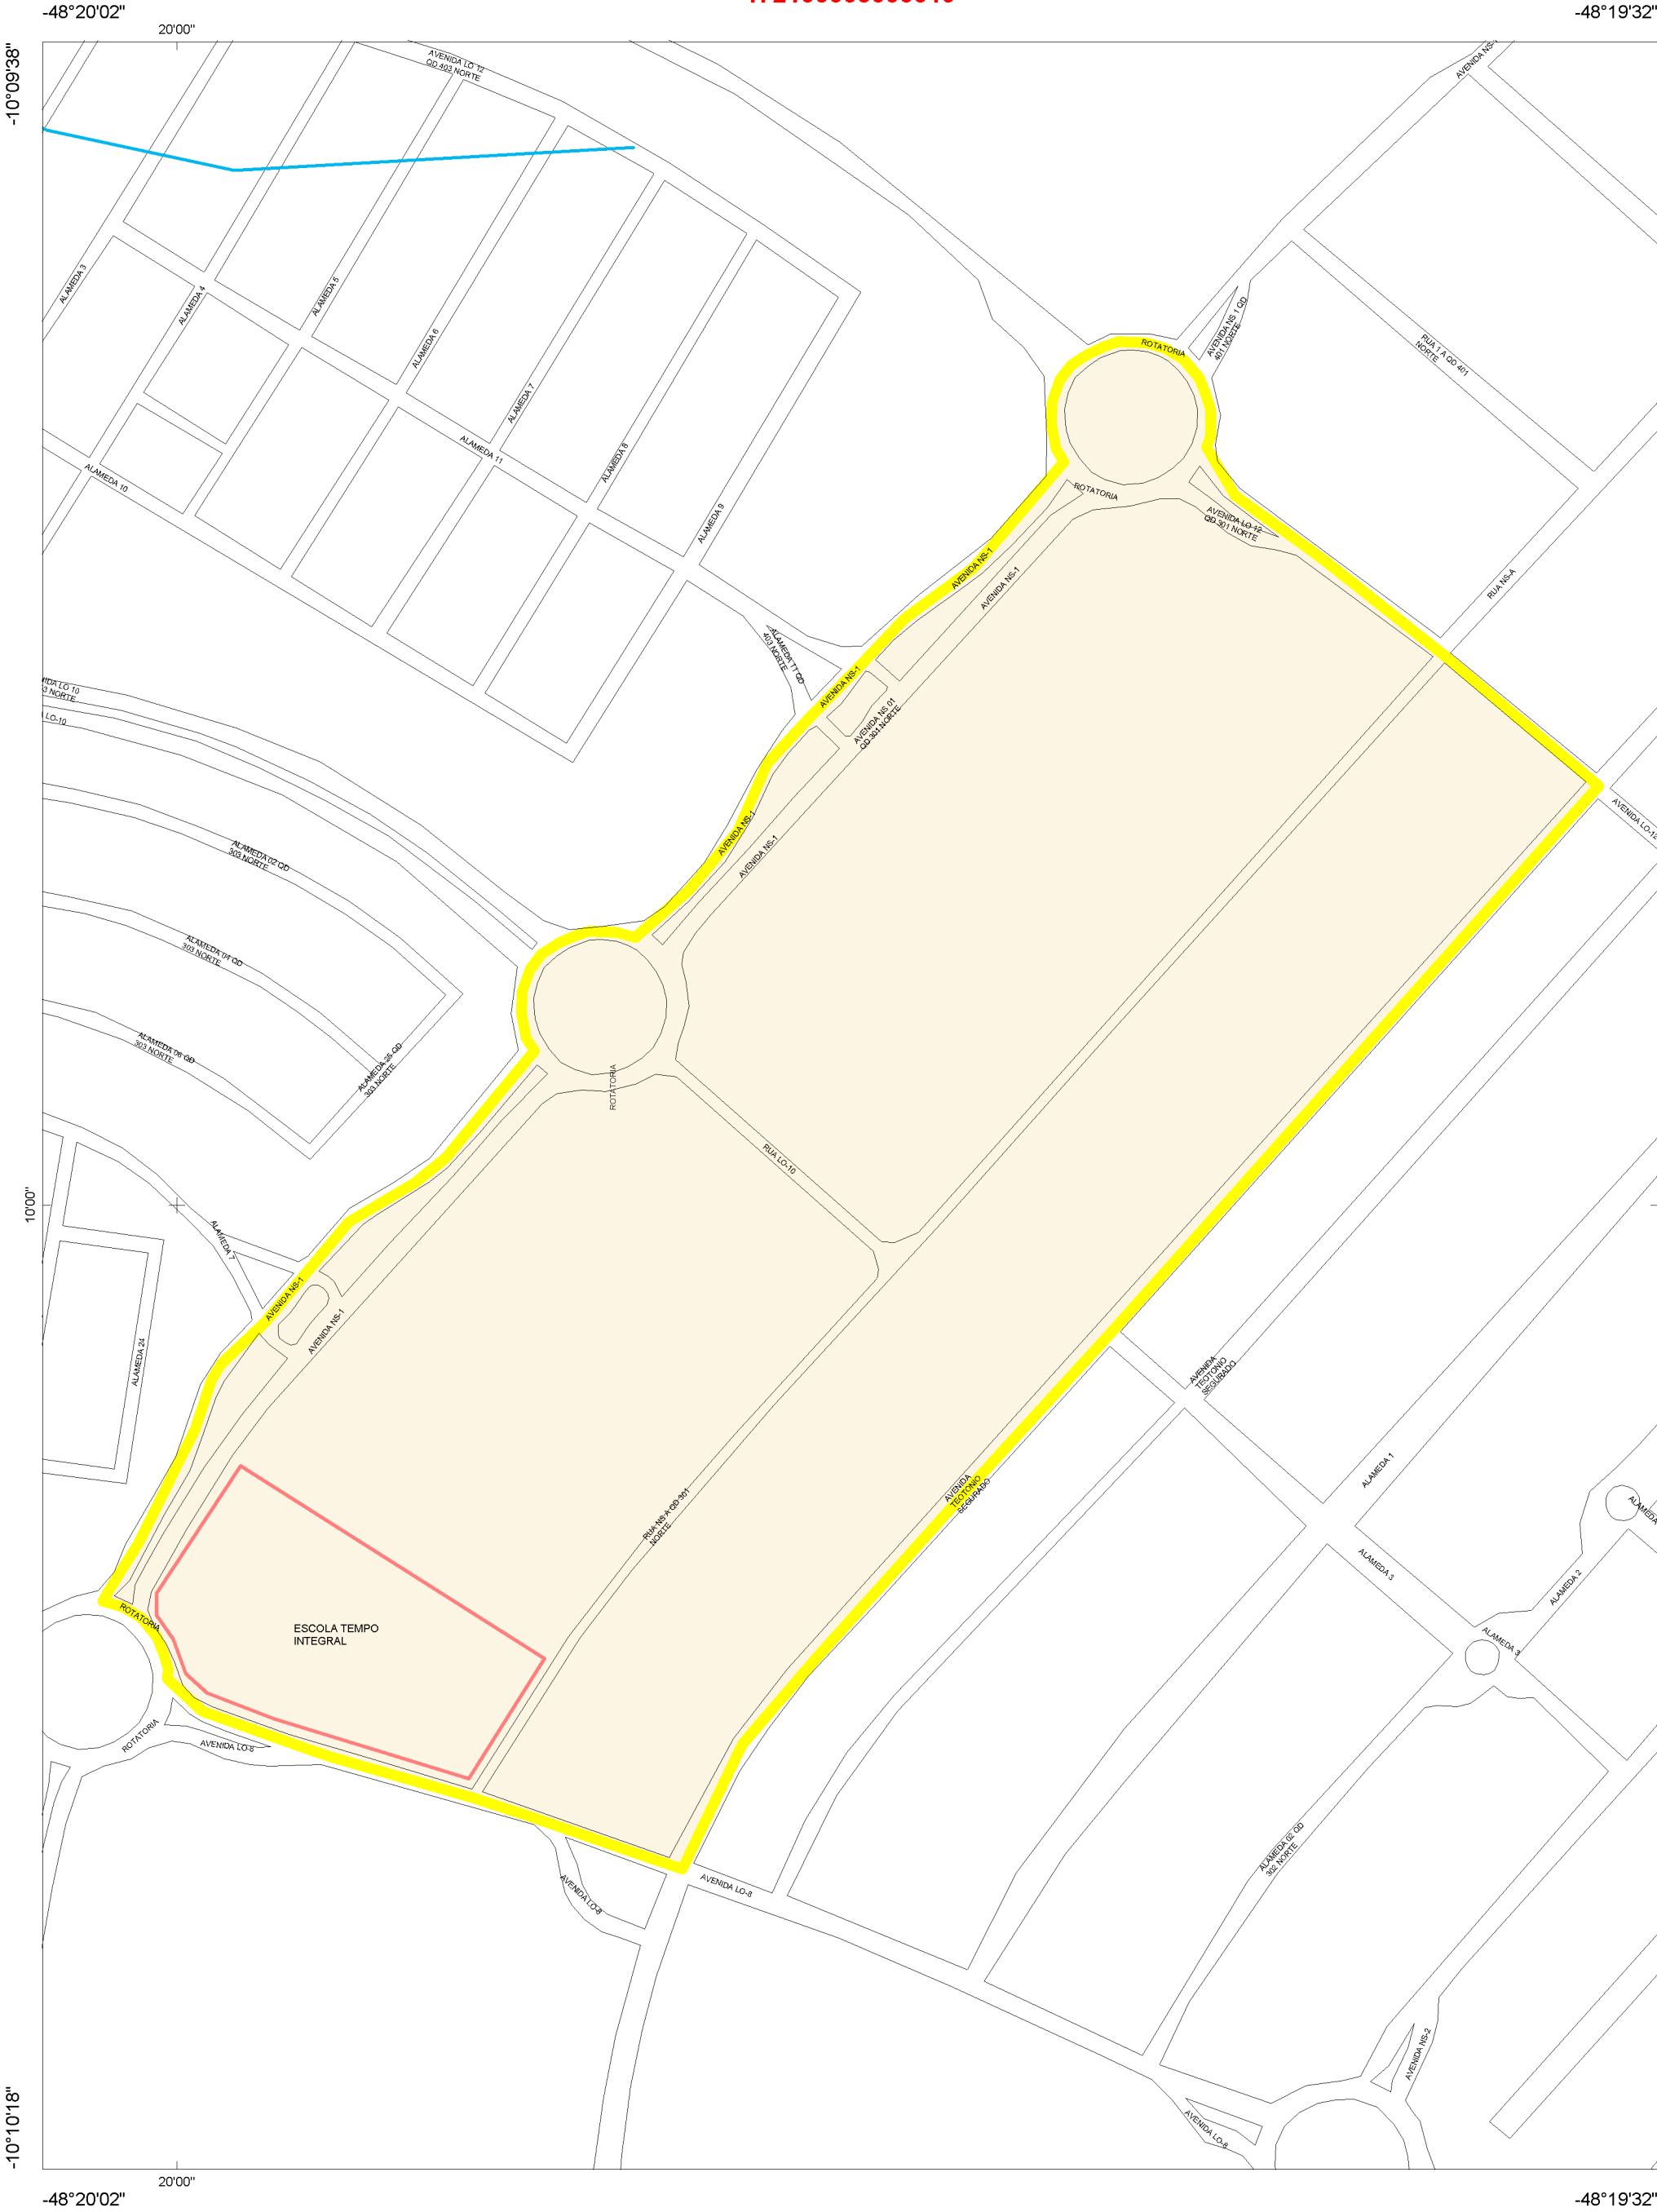 -48°20'02"
-48°19'32"
20'00"
-10°09'38"
AVENIDA LO 12
QD 403 NORTE
ALAMEDA 3
ALAMEDA 4
ALAMEDA 5
ALAMEDA 6
ALAMEDA 7
ALAMEDA 8
ALAMEDA 9
ALAMEDA 11
ALAMEDA 10
ROTATORIA
AVENIDA NS 1 QD
401 NORTE
RUA 1 A QD 401
NORTE
ROTATORIA
AVENIDA LO 12
QD 301 NORTE
RUA NS-A
AVENIDA NS-1
AVENIDA NS-1
ALAMEDA 11 QD
403 NORTE
AVENIDA NS-1
AVENIDA NS 01
QD 301 NORTE
LO-10
AVENIDA LO-12
AVENIDA NS-1
AVENIDA NS-1
ALAMEDA 02 QD
303 NORTE
ALAMEDA 04 QD
303 NORTE
ALAMEDA 06 QD
303 NORTE
ALAMEDA 26 QD
303 NORTE
ROTATORIA
RUA LO-10
10'00"
ALAMEDA 7
AVENIDA NS-1
AVENIDA NS-1
ALAMEDA 24
AVENIDA
TEOTONIO
SEGURADO
AVENIDA
TEOTONIO
SEGURADO
ALAMEDA 1
RUA NS A QD 301
NORTE
ALAMEDA
ALAMEDA 3
ALAMEDA 2
ALAMEDA 3
ROTATORIA
ESCOLA TEMPO
INTEGRAL
ROTATORIA
AVENIDA LO-8
AVENIDA LO-8
AVENIDA LO-8
ALAMEDA 02 QD
302 NORTE
AVENIDA NS-2
AVENIDA LO-8
-10°10'18"
20'00"
-48°20'02"
-48°19'32"